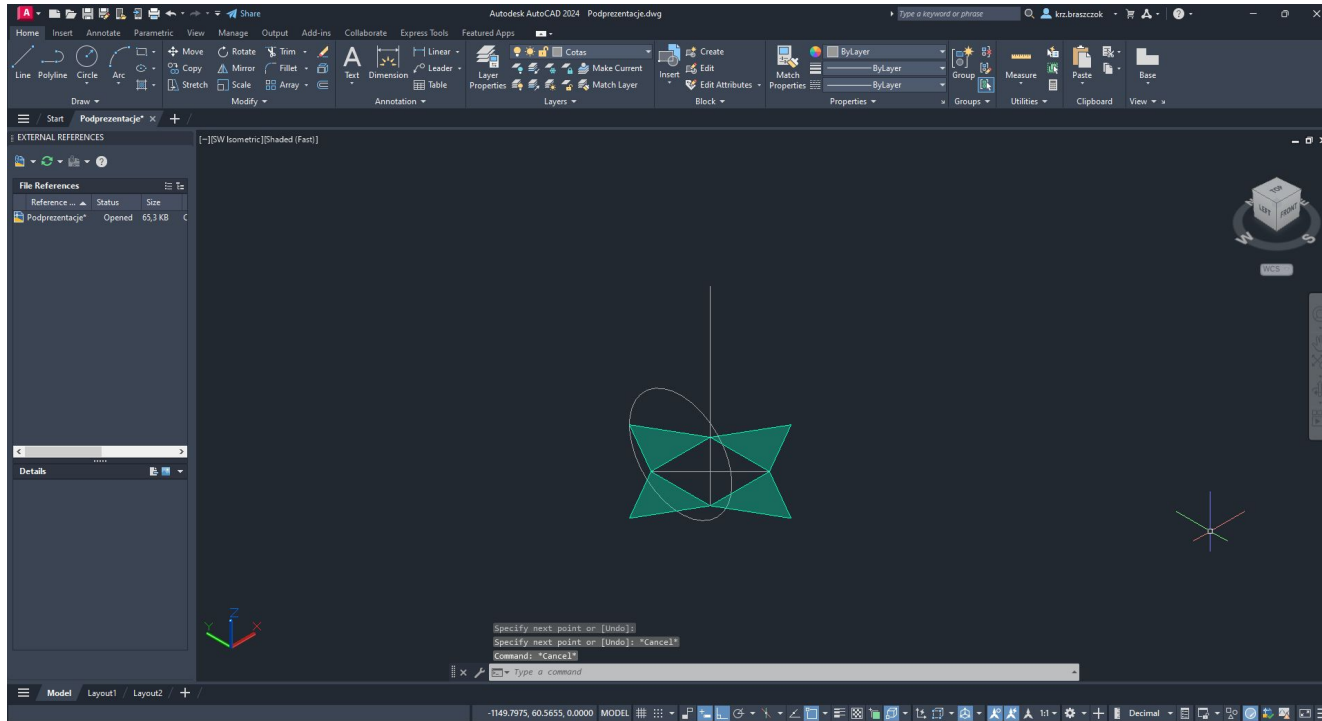 A Share Autodesk AutoCAD 2024 Podprezentacje.dwg Type a keyword or phrase krz.braszczok
Home Insert Annotate Parametric View Manage Output Add-ins Collaborate Express Tools Featured Apps
Move Rotate Trim Linear Cotas Create ByLayer
Line Polyline Circle Arc Copy Mirror Fillet Text Dimension Leader Layer Properties Make Current Insert Edit Match Properties ByLayer Group Measure Paste Base
Stretch Scale Array Table Match Layer Edit Attributes ByLayer
Draw Modify Annotation Layers Block Properties Groups Utilities Clipboard View
Start Podprezentacje* × +
EXTERNAL REFERENCES
[−][SW Isometric][Shaded (Fast)]
File References
Reference ... Status Size
Podprezentacje* Opened 65,3 KB
TOP
LEFT FRONT
W S
WCS
Details
Z
Y X
Specify next point or [Undo]:
Specify next point or [Undo]: *Cancel*
Command: *Cancel*
Type a command
Model Layout1 Layout2 +
-1149.7975, 60.5655, 0.0000 MODEL 1:1 Decimal